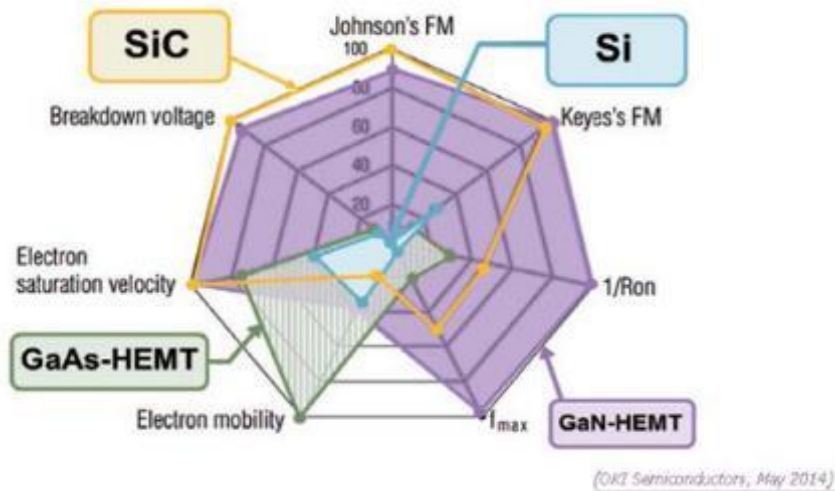 Johnson's FM
SiC
Si
100
80
60
40
20
Breakdown voltage
Keyes's FM
Electron
saturation velocity
1/Ron
GaAs-HEMT
GaN-HEMT
Electron mobility
fmax
(OKI Semiconductors, May 2014)